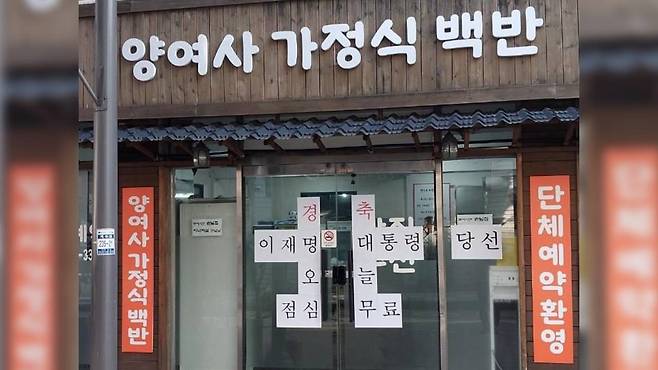 양여사 가정식 백반
경축
이재명 대통령 당선
오늘
점심 무료
양여사 가정식백반
단체예약환영